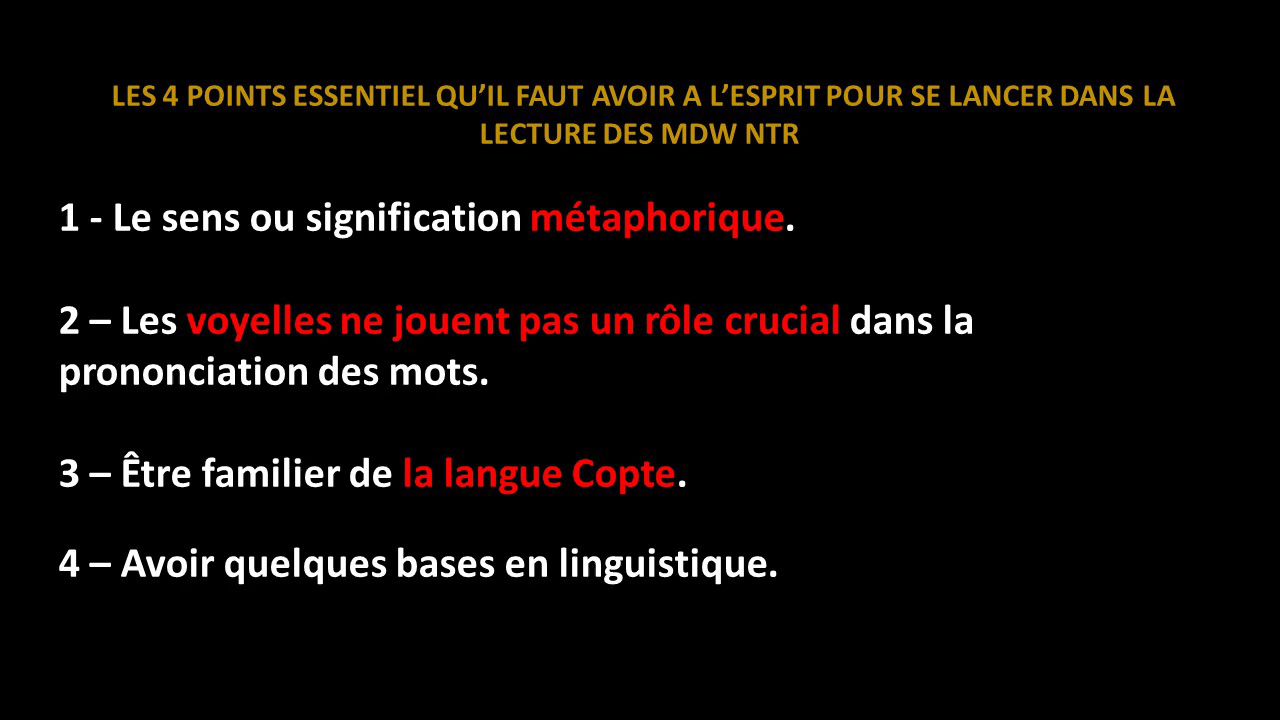 LES 4 POINTS ESSENTIEL QU’IL FAUT AVOIR A L’ESPRIT POUR SE LANCER DANS LA
LECTURE DES MDW NTR
1 - Le sens ou signification métaphorique.
2 – Les voyelles ne jouent pas un rôle crucial dans la
prononciation des mots.
3 – Être familier de la langue Copte.
4 – Avoir quelques bases en linguistique.